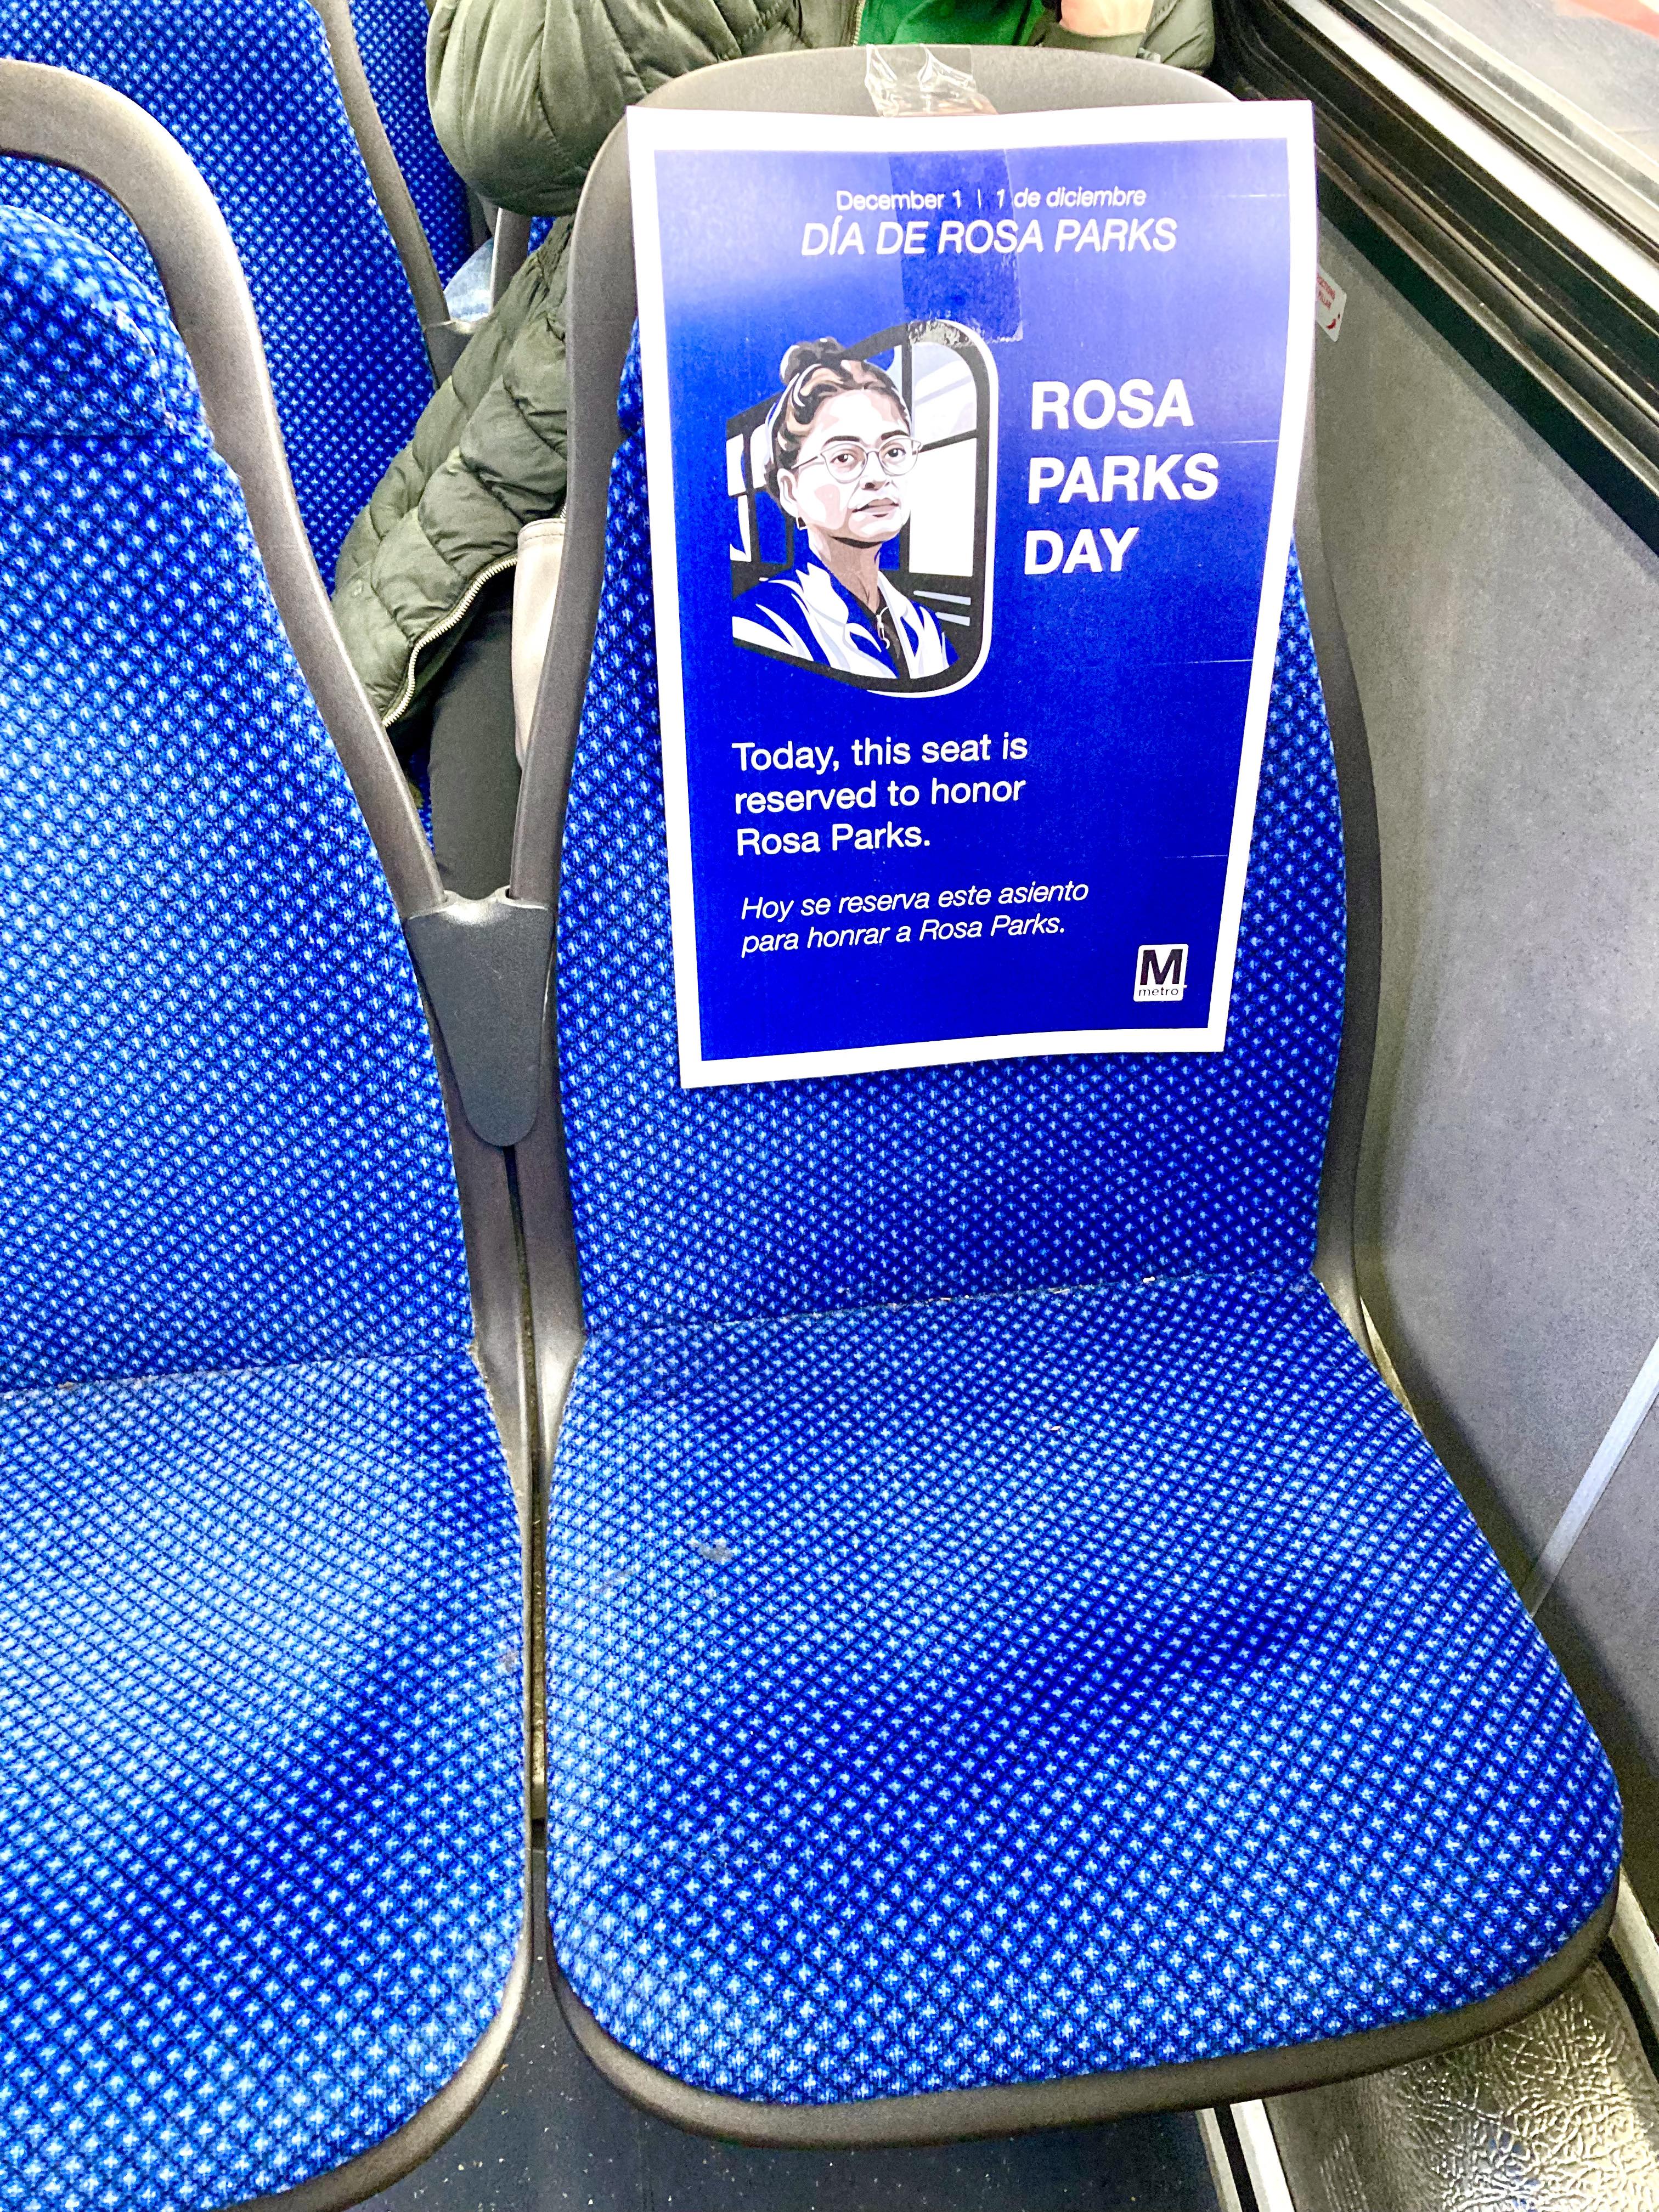 December 1 | 1 de diciembre
DÍA DE ROSA PARKS
ROSA
PARKS
DAY
Today, this seat is
reserved to honor
Rosa Parks.
Hoy se reserva este asiento
para honrar a Rosa Parks.
M
metro